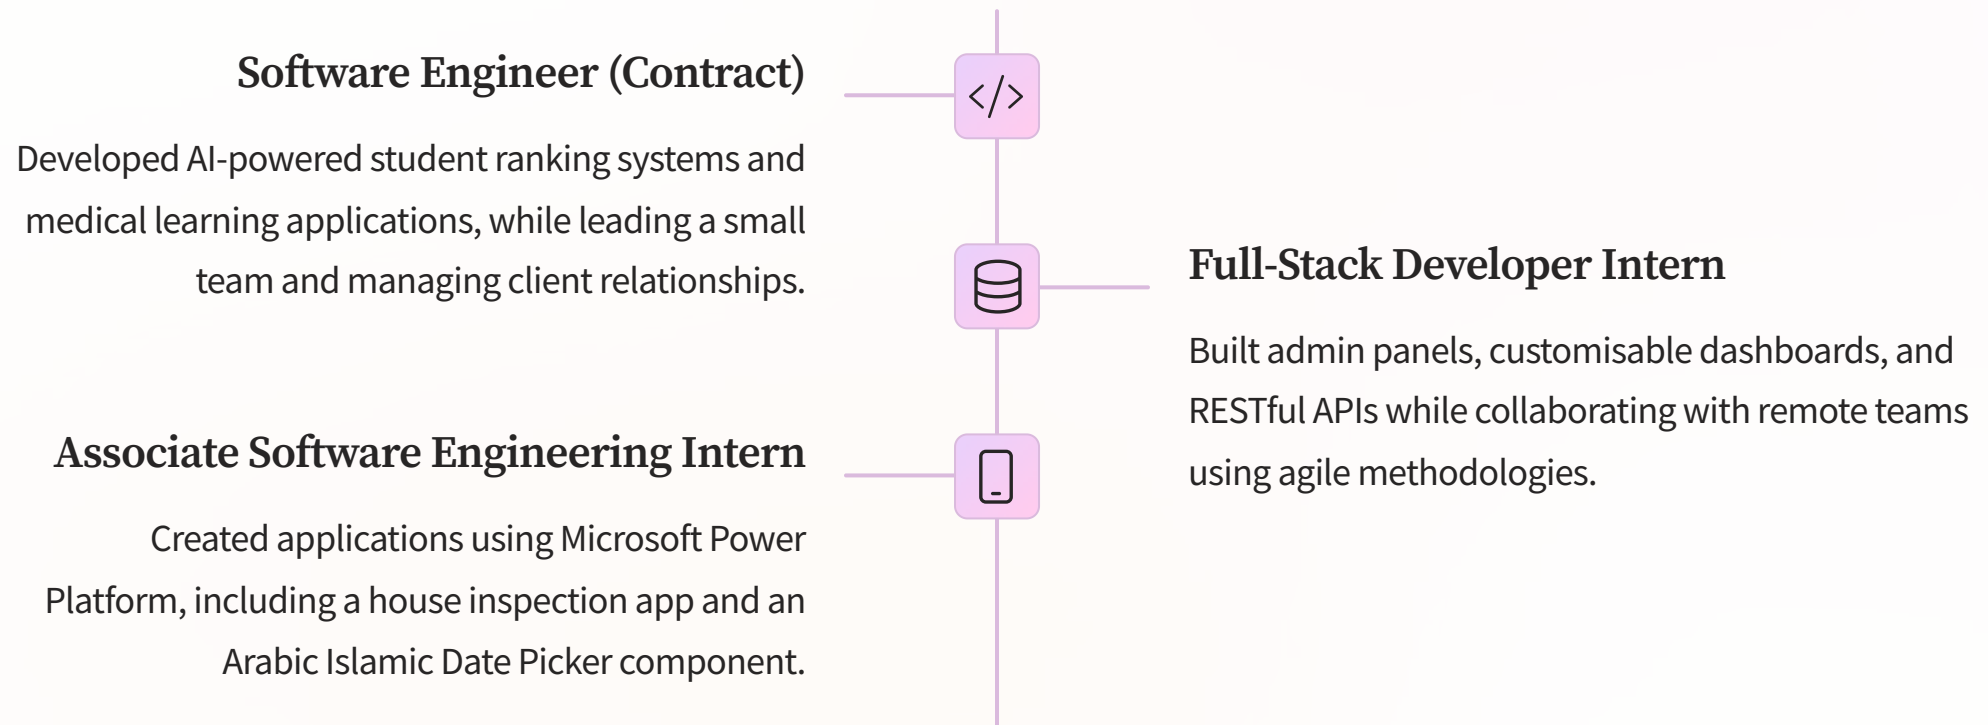 Software Engineer (Contract)
Developed AI-powered student ranking systems and
medical learning applications, while leading a small
team and managing client relationships.
Full-Stack Developer Intern
Built admin panels, customisable dashboards, and
RESTful APIs while collaborating with remote teams
using agile methodologies.
Associate Software Engineering Intern
Created applications using Microsoft Power
Platform, including a house inspection app and an
Arabic Islamic Date Picker component.